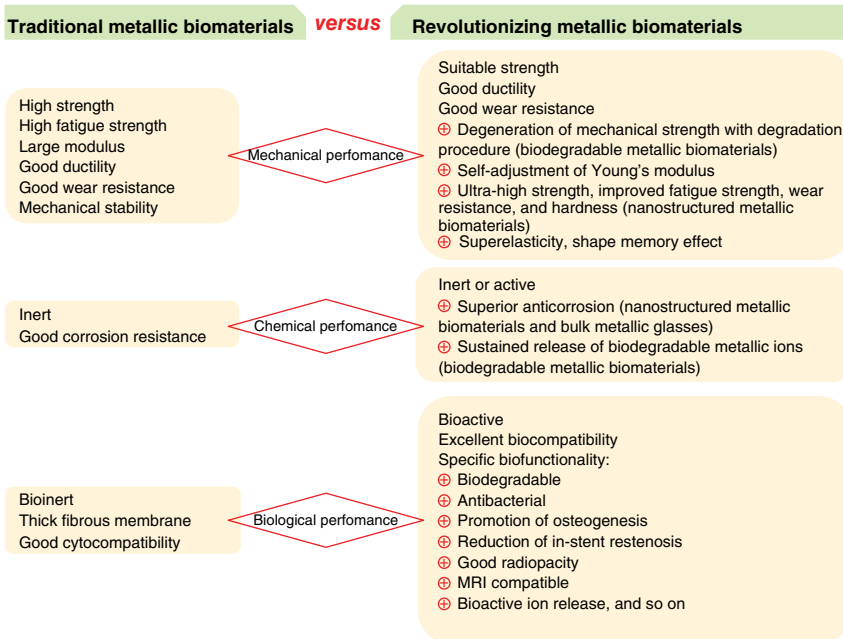 Traditional metallic biomaterials versus Revolutionizing metallic biomaterials
High strength
High fatigue strength
Large modulus
Good ductility
Good wear resistance
Mechanical stability
Mechanical perfomance
Suitable strength
Good ductility
Good wear resistance
⊕ Degeneration of mechanical strength with degradation
procedure (biodegradable metallic biomaterials)
⊕ Self-adjustment of Young's modulus
⊕ Ultra-high strength, improved fatigue strength, wear
resistance, and hardness (nanostructured metallic
biomaterials)
⊕ Superelasticity, shape memory effect
Inert
Good corrosion resistance
Chemical perfomance
Inert or active
⊕ Superior anticorrosion (nanostructured metallic
biomaterials and bulk metallic glasses)
⊕ Sustained release of biodegradable metallic ions
(biodegradable metallic biomaterials)
Bioinert
Thick fibrous membrane
Good cytocompatibility
Biological perfomance
Bioactive
Excellent biocompatibility
Specific biofunctionality:
⊕ Biodegradable
⊕ Antibacterial
⊕ Promotion of osteogenesis
⊕ Reduction of in-stent restenosis
⊕ Good radiopacity
⊕ MRI compatible
⊕ Bioactive ion release, and so on